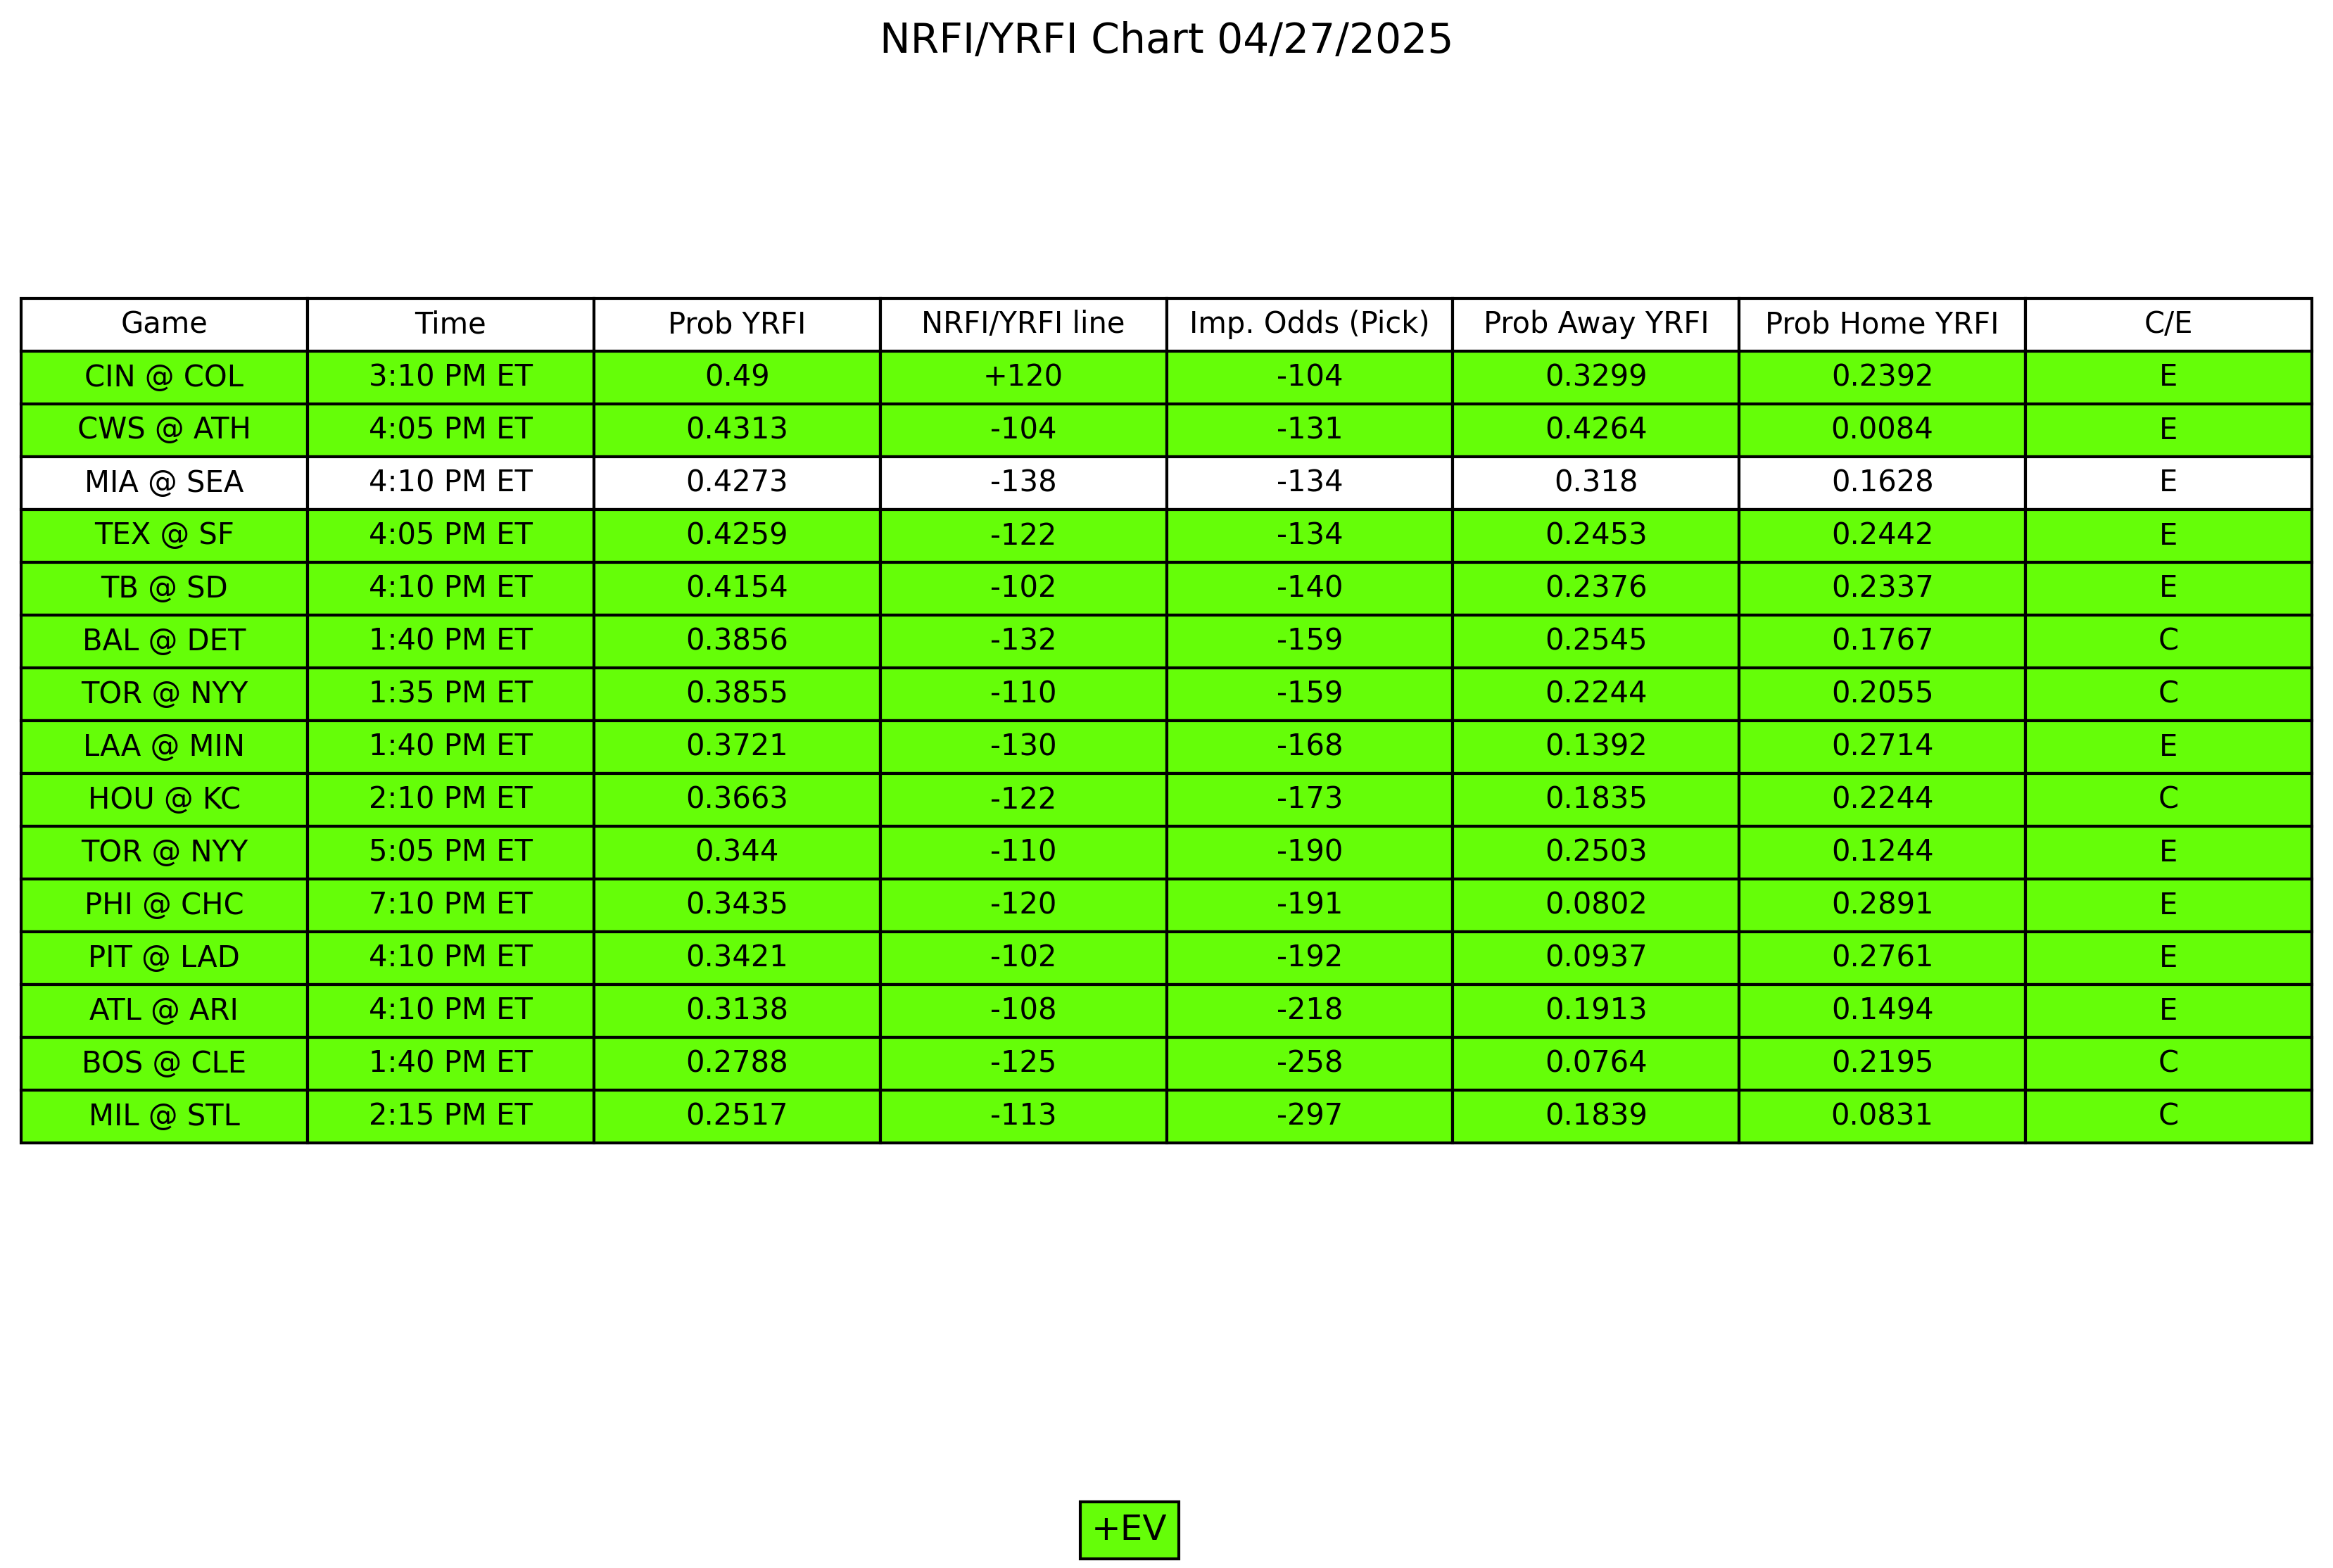 NRFI/YRFI Chart 04/27/2025
Game Time Prob YRFI NRFI/YRFI line Imp. Odds (Pick) Prob Away YRFI Prob Home YRFI C/E
CIN @ COL 3:10 PM ET 0.49 +120 -104 0.3299 0.2392 E
CWS @ ATH 4:05 PM ET 0.4313 -104 -131 0.4264 0.0084 E
MIA @ SEA 4:10 PM ET 0.4273 -138 -134 0.318 0.1628 E
TEX @ SF 4:05 PM ET 0.4259 -122 -134 0.2453 0.2442 E
TB @ SD 4:10 PM ET 0.4154 -102 -140 0.2376 0.2337 E
BAL @ DET 1:40 PM ET 0.3856 -132 -159 0.2545 0.1767 C
TOR @ NYY 1:35 PM ET 0.3855 -110 -159 0.2244 0.2055 C
LAA @ MIN 1:40 PM ET 0.3721 -130 -168 0.1392 0.2714 E
HOU @ KC 2:10 PM ET 0.3663 -122 -173 0.1835 0.2244 C
TOR @ NYY 5:05 PM ET 0.344 -110 -190 0.2503 0.1244 E
PHI @ CHC 7:10 PM ET 0.3435 -120 -191 0.0802 0.2891 E
PIT @ LAD 4:10 PM ET 0.3421 -102 -192 0.0937 0.2761 E
ATL @ ARI 4:10 PM ET 0.3138 -108 -218 0.1913 0.1494 E
BOS @ CLE 1:40 PM ET 0.2788 -125 -258 0.0764 0.2195 C
MIL @ STL 2:15 PM ET 0.2517 -113 -297 0.1839 0.0831 C
+EV